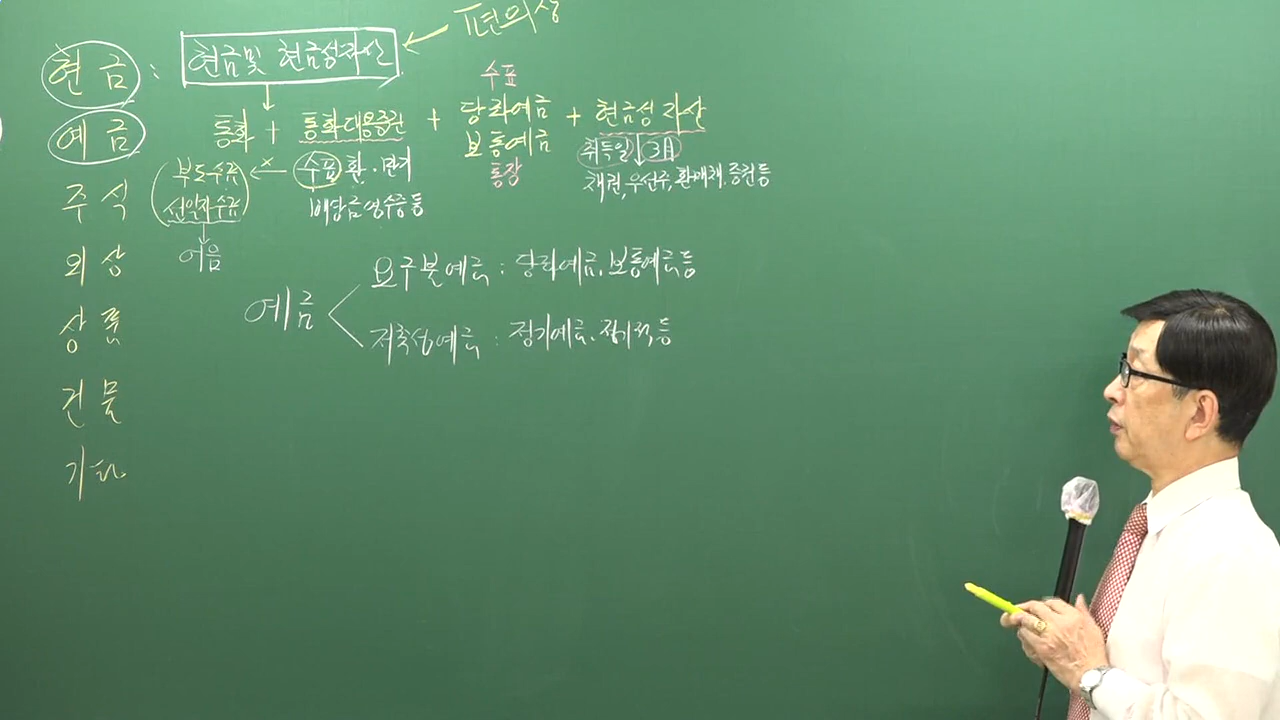 편의상
현금 : 현금및 현금성자산
예금
통화 + 통화대용증권 + 당좌예금 + 현금성 자산
수표
보통예금
통장
취득일 3月
채권, 우선주, 환매채, 증권등
수표 환·만기
배당금영수증등
부도수표
선일자수표
어음
주식
외상
상품
건물
기타
예금
요구불예금 : 당좌예금, 보통예금등
저축성예금 : 정기예금, 정기적등